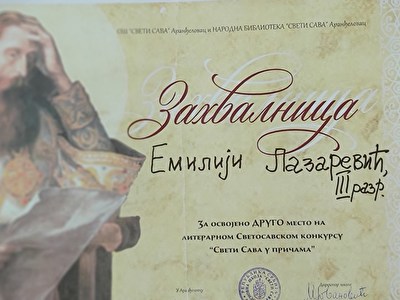 "СВЕТИ САВА" Аранђеловац и НАРОДНА БИБЛИОТЕКА "СВЕТИ САВА" Аранђеловац
Захвалница
Емилији Лазаревић,
III разр.
За освојено ДРУГО место на
литерарном Светосавском конкурсу
"Свети Сава у причама"